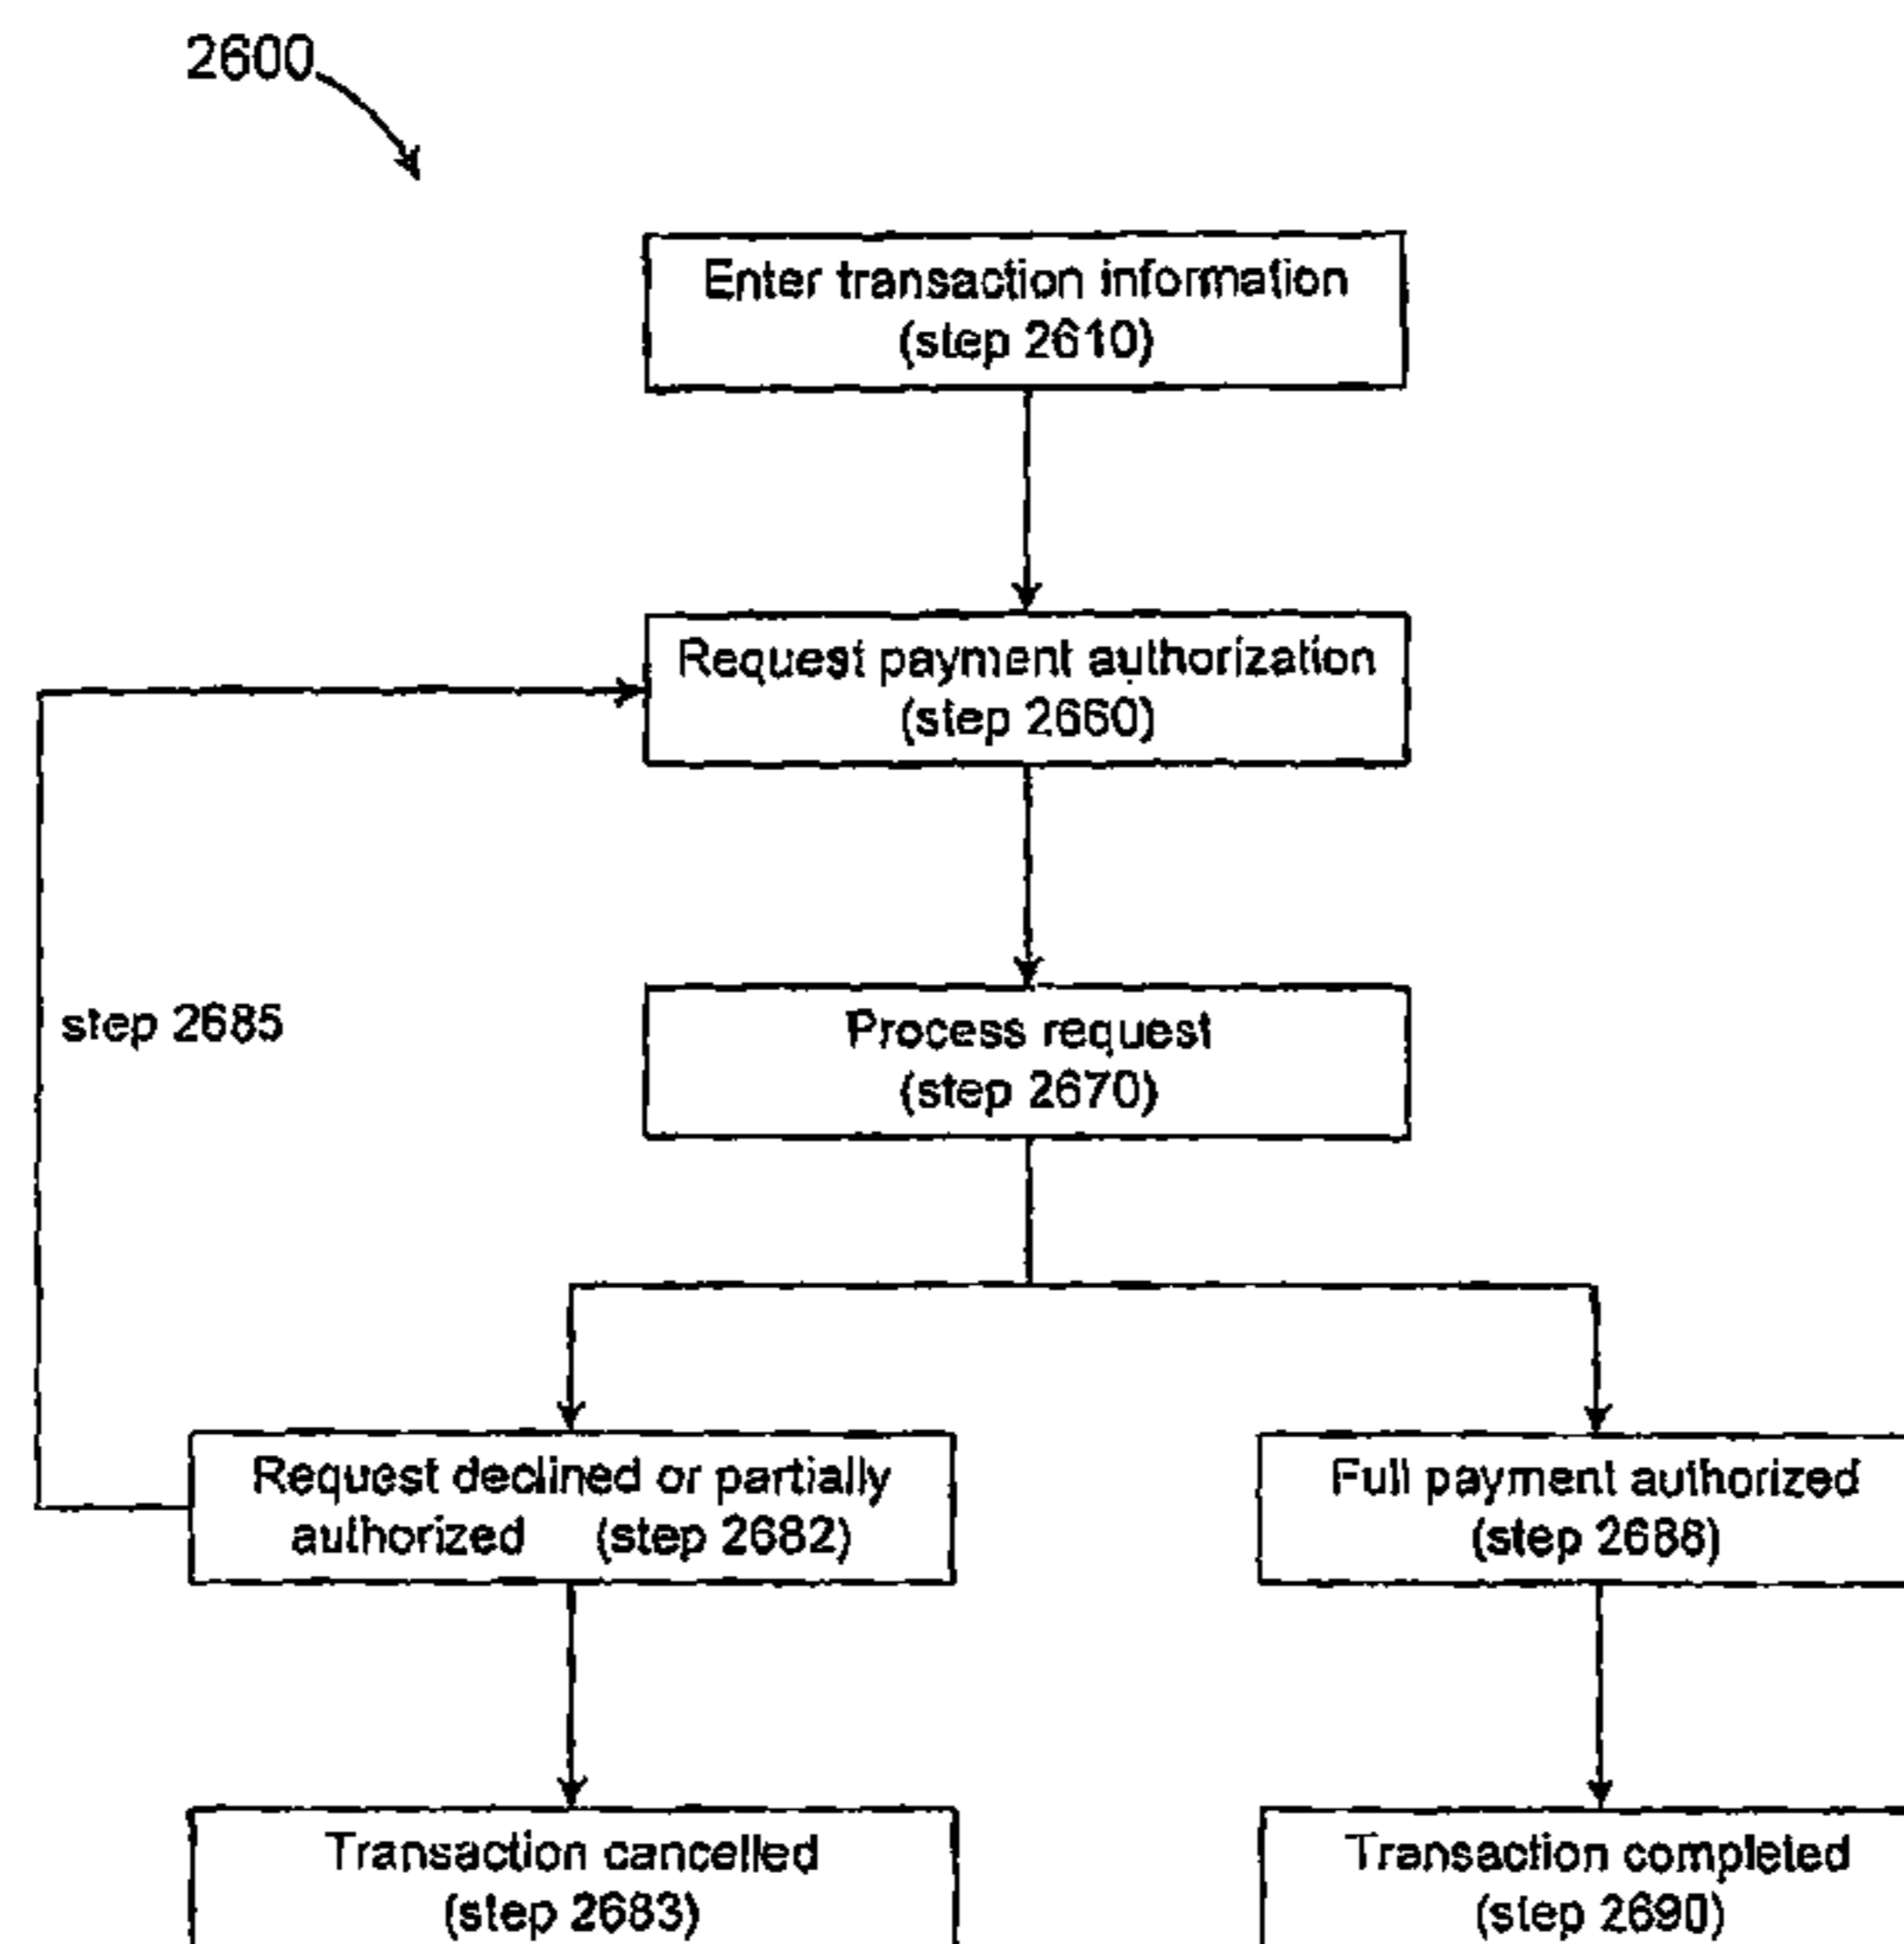 2600
Enter transaction information
(step 2610)
Request payment authorization
(step 2660)
step 2685
Process request
(step 2670)
Request declined or partially
authorized (step 2682)
Full payment authorized
(step 2688)
Transaction cancelled
(step 2683)
Transaction completed
(step 2690)